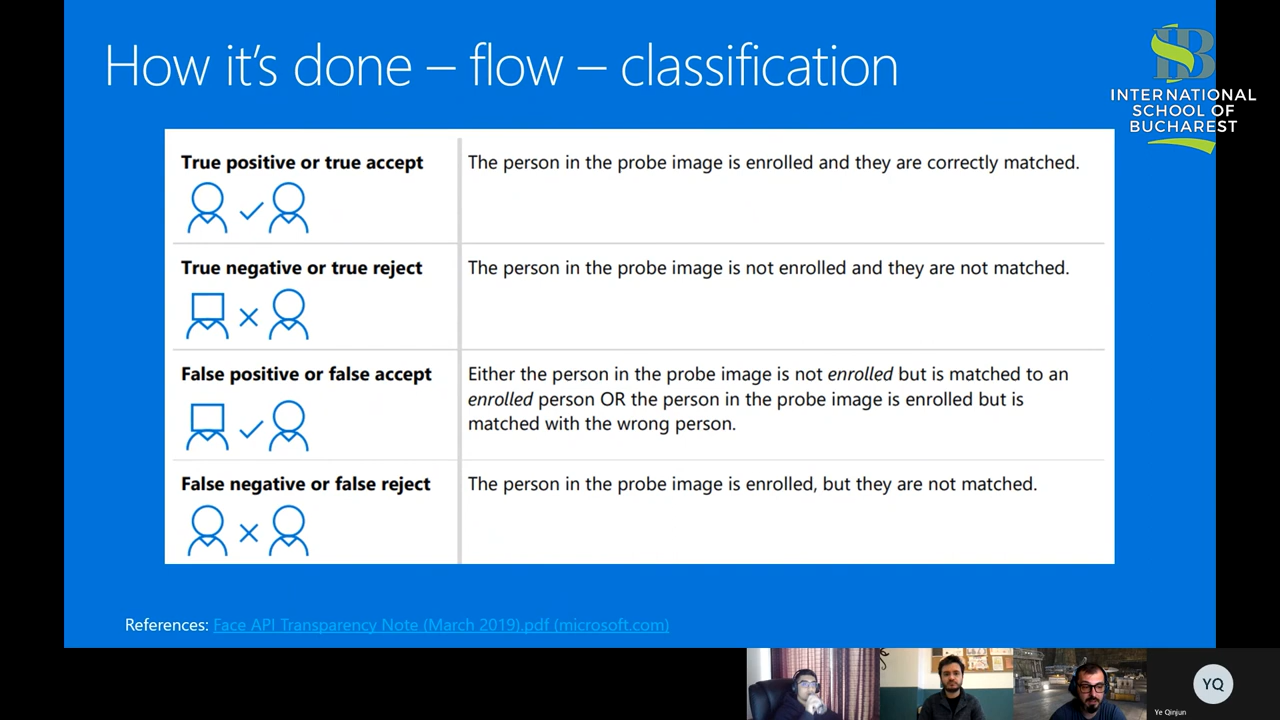 How it's done – flow – classification
ISB
INTERNATIONAL
SCHOOL OF
BUCHAREST
True positive or true accept
The person in the probe image is enrolled and they are correctly matched.
True negative or true reject
The person in the probe image is not enrolled and they are not matched.
False positive or false accept
Either the person in the probe image is not enrolled but is matched to an
enrolled person OR the person in the probe image is enrolled but is
matched with the wrong person.
False negative or false reject
The person in the probe image is enrolled, but they are not matched.
References: Face API Transparency Note (March 2019).pdf (microsoft.com)
YQ
Ye Qinjun